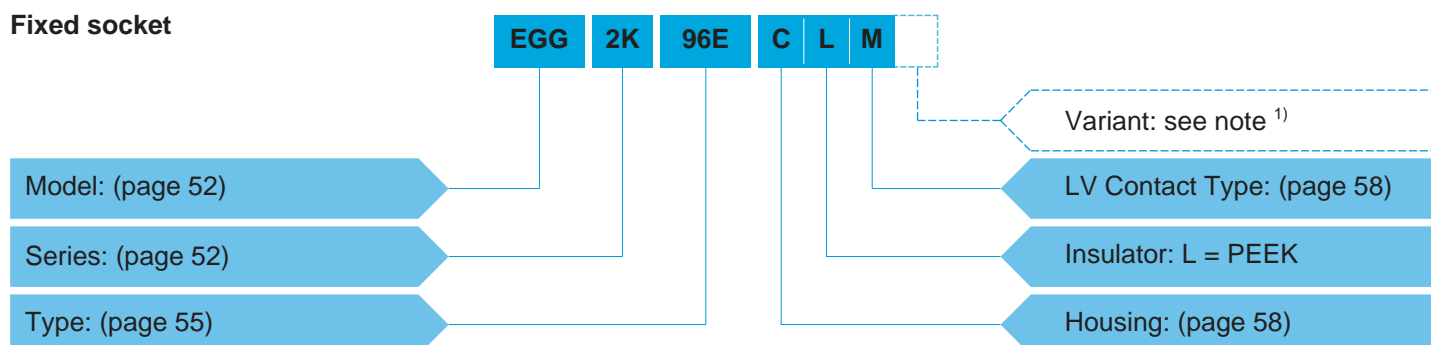 Fixed socket
EGG 2K 96E C L M
Variant: see note 1)
Model: (page 52)
LV Contact Type: (page 58)
Series: (page 52)
Insulator: L = PEEK
Type: (page 55)
Housing: (page 58)